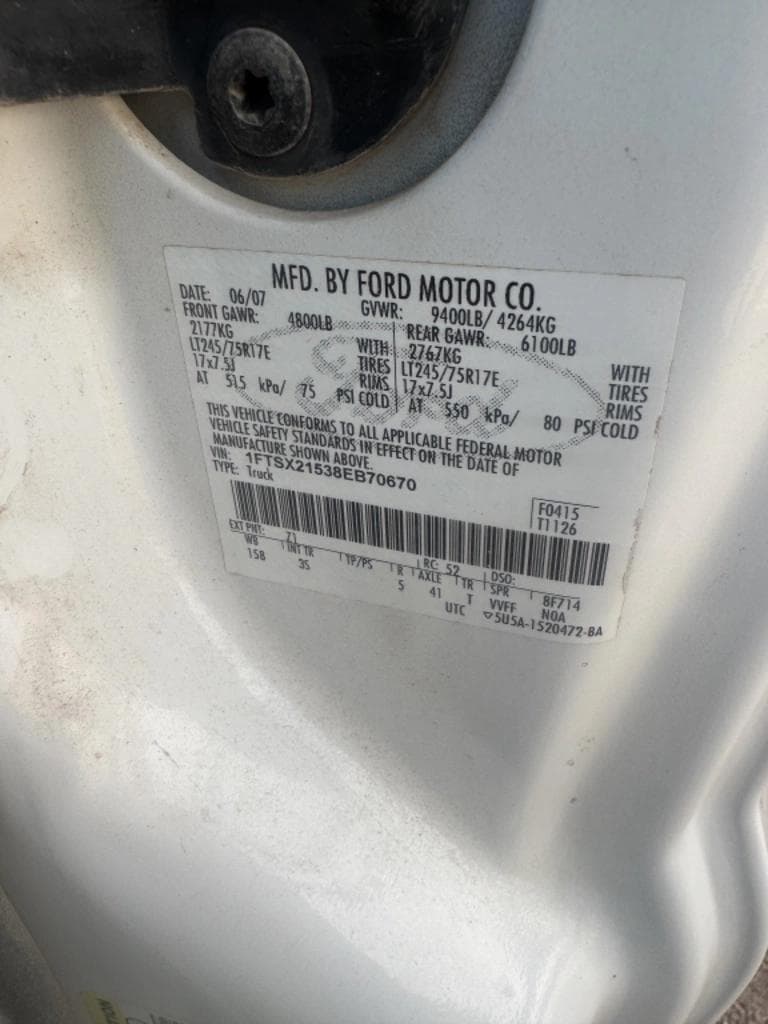 MFD. BY FORD MOTOR CO.
DATE: 06/07 GVWR: 9400LB/ 4264KG
FRONT GAWR: 4800LB REAR GAWR: 6100LB
2177KG WITH 2767KG WITH
LT245/75R17E TIRES LT245/75R17E TIRES
17x7.5J RIMS 17x7.5J RIMS
AT 515 kPa/ 75 PSI COLD AT 550 kPa/ 80 PSI COLD
THIS VEHICLE CONFORMS TO ALL APPLICABLE FEDERAL MOTOR
VEHICLE SAFETY STANDARDS IN EFFECT ON THE DATE OF
MANUFACTURE SHOWN ABOVE.
VIN: 1FTSX21538EB70670
TYPE: Truck
F0415
T1126
EXT PNT: Z1 RC: 52 DSO:
WB INT TR TP/PS R AXLE TR SPR 8F714
158 3S 5 41 T VVFF N0A
UTC ▽5U5A-1520472-BA